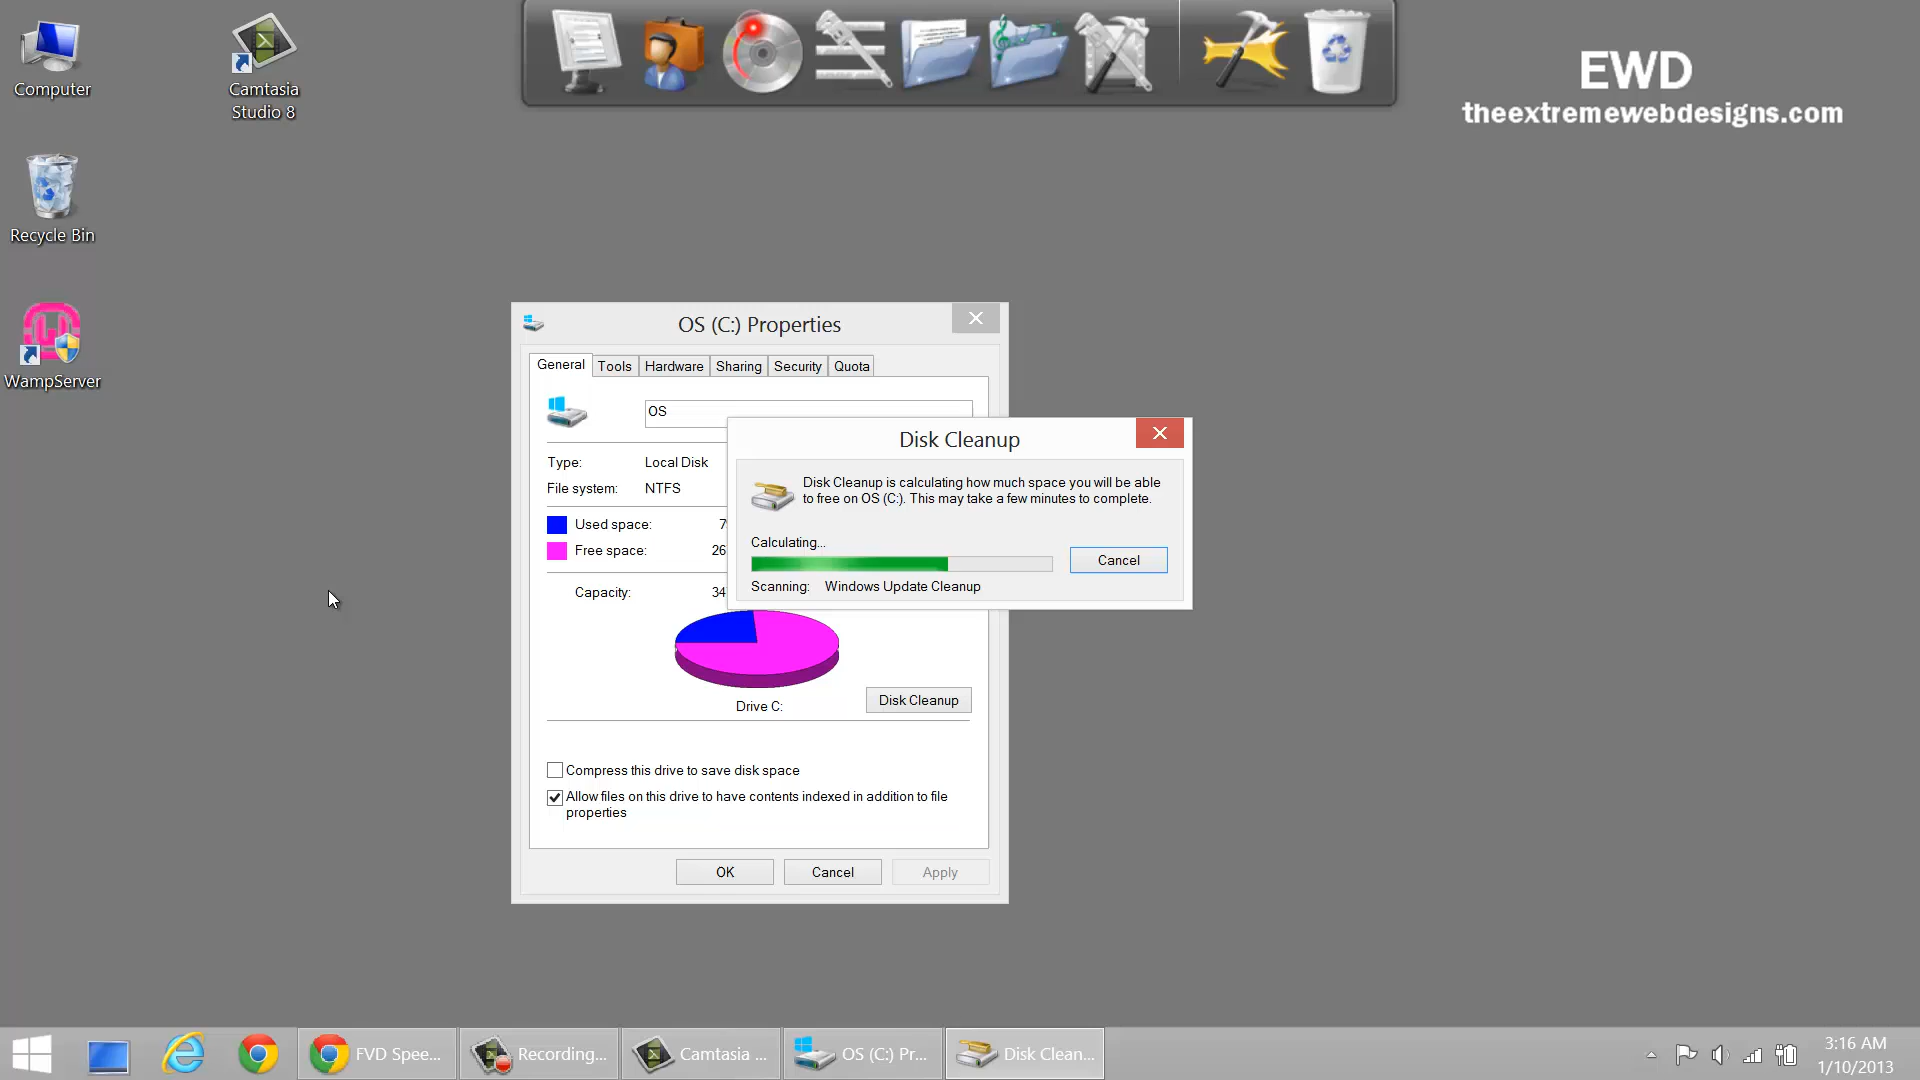 Computer
Camtasia
Studio 8
EWD
theextremewebdesigns.com
Recycle Bin
WampServer
OS (C:) Properties
General Tools Hardware Sharing Security Quota
OS
Type: Local Disk
File system: NTFS
Used space: 7
Free space: 26
Capacity: 34
Disk Cleanup
Disk Cleanup is calculating how much space you will be able
to free on OS (C:). This may take a few minutes to complete.
Calculating...
Cancel
Scanning: Windows Update Cleanup
Drive C:
Disk Cleanup
Compress this drive to save disk space
Allow files on this drive to have contents indexed in addition to file
properties
OK Cancel Apply
FVD Spee... Recording... Camtasia ... OS (C:) Pr... Disk Clean...
3:16 AM
1/10/2013